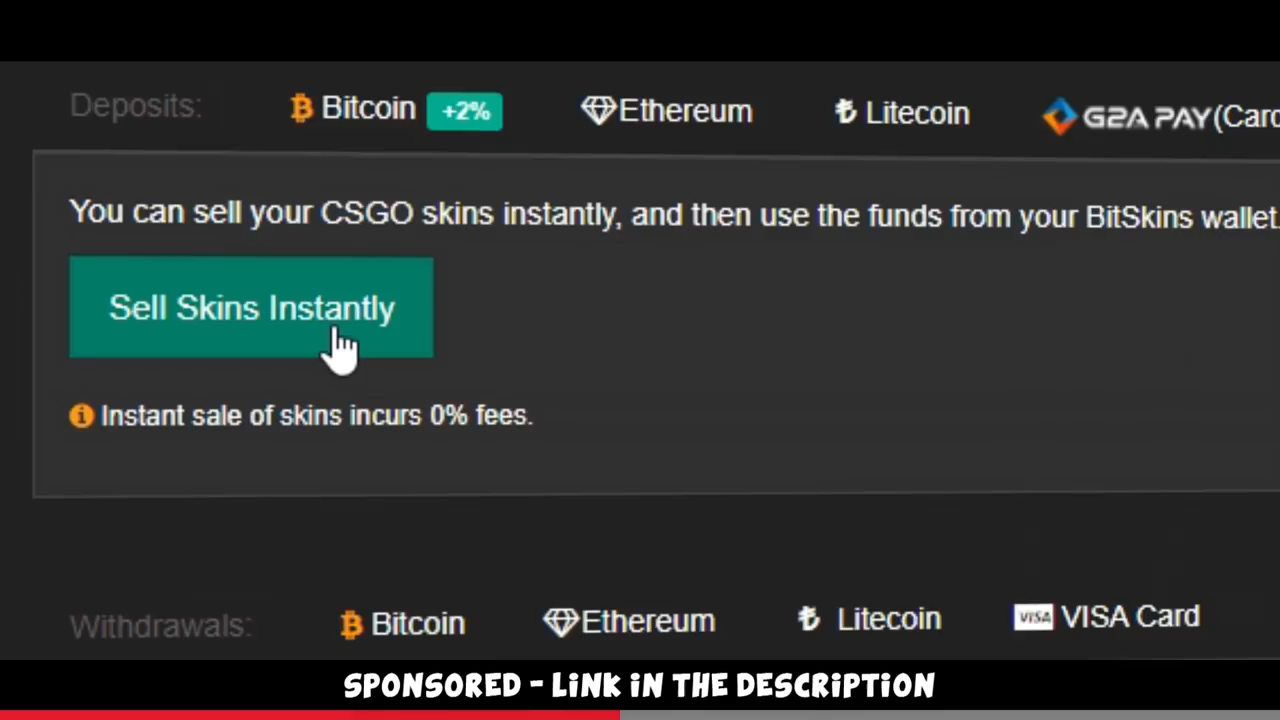 Deposits: Bitcoin +2% Ethereum Litecoin G2A PAY (Card
You can sell your CSGO skins instantly, and then use the funds from your BitSkins wallet.
Sell Skins Instantly
Instant sale of skins incurs 0% fees.
Withdrawals: Bitcoin Ethereum Litecoin VISA VISA Card
SPONSORED - LINK IN THE DESCRIPTION